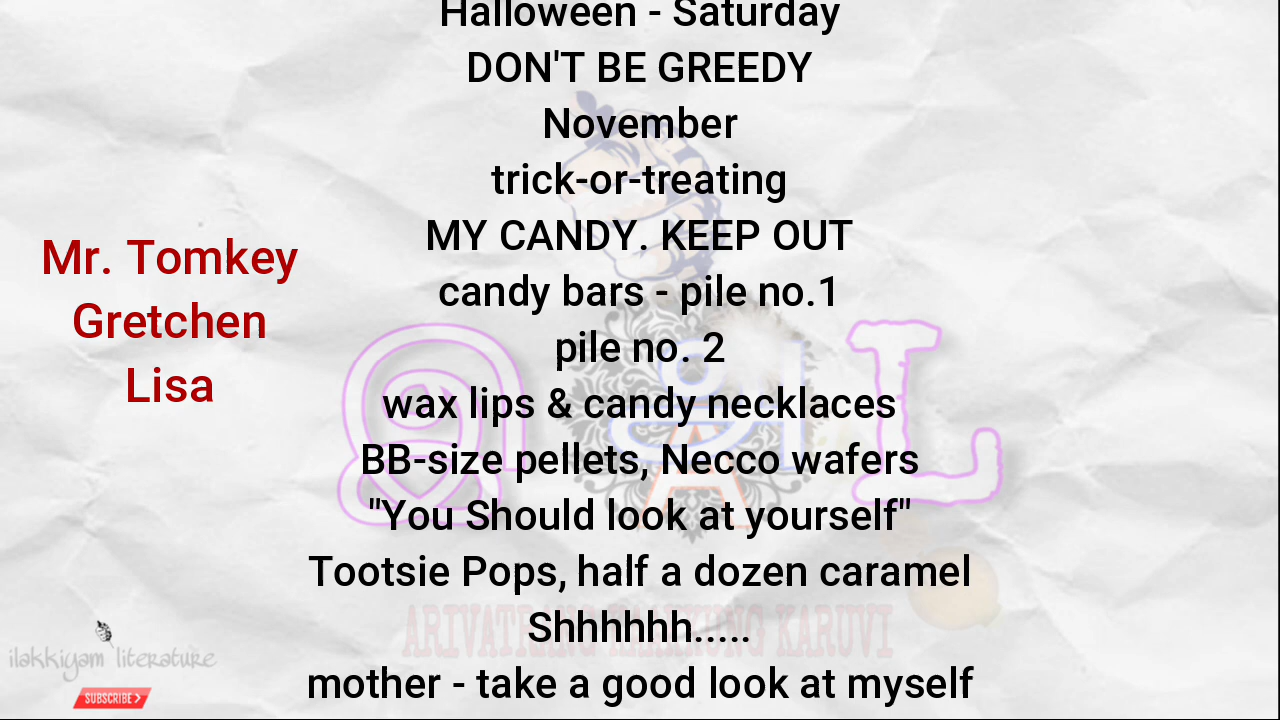 Halloween - Saturday
DON'T BE GREEDY
November
trick-or-treating
MY CANDY. KEEP OUT
candy bars - pile no.1
pile no. 2
wax lips & candy necklaces
BB-size pellets, Necco wafers
"You Should look at yourself"
Tootsie Pops, half a dozen caramel
Shhhhhh.....
mother - take a good look at myself
Mr. Tomkey
Gretchen
Lisa
ilakkiyam literature
SUBSCRIBE >